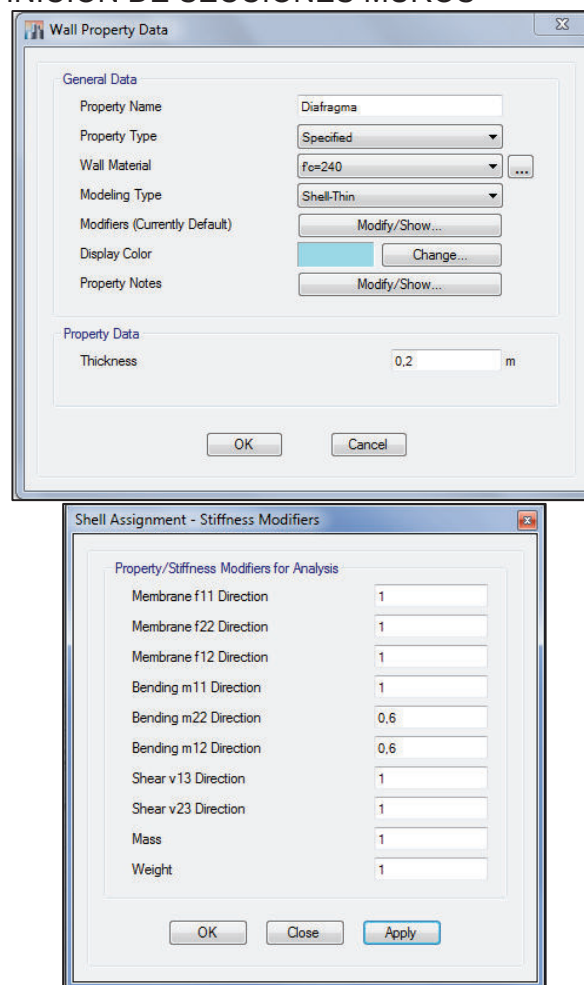 INICIÓN DE SECCIONES MUROS
Wall Property Data
General Data
Property Name Diafragma
Property Type Specified
Wall Material f'c=240 ...
Modeling Type Shell-Thin
Modifiers (Currently Default) Modify/Show...
Display Color Change...
Property Notes Modify/Show...
Property Data
Thickness 0,2 m
OK Cancel
Shell Assignment - Stiffness Modifiers
Property/Stiffness Modifiers for Analysis
Membrane f11 Direction 1
Membrane f22 Direction 1
Membrane f12 Direction 1
Bending m11 Direction 1
Bending m22 Direction 0,6
Bending m12 Direction 0,6
Shear v13 Direction 1
Shear v23 Direction 1
Mass 1
Weight 1
OK Close Apply